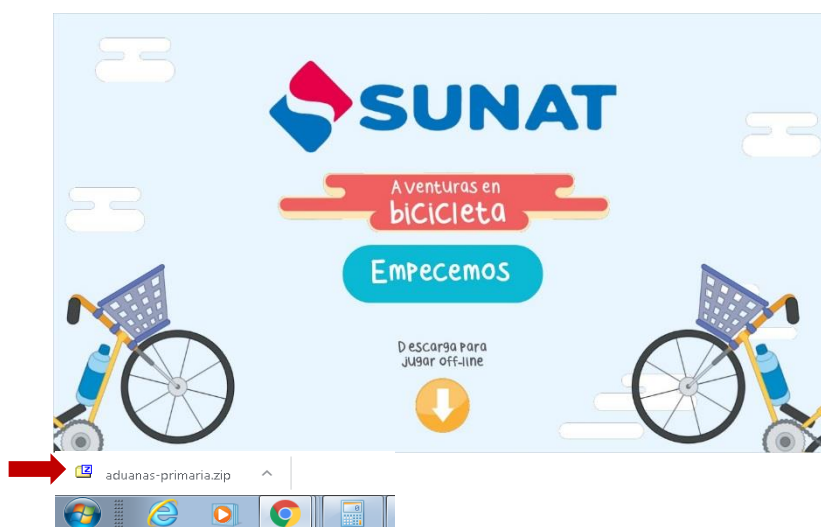 SUNAT
Aventuras en
bicicleta
Empecemos
Descarga para
jugar off-line
aduanas-primaria.zip